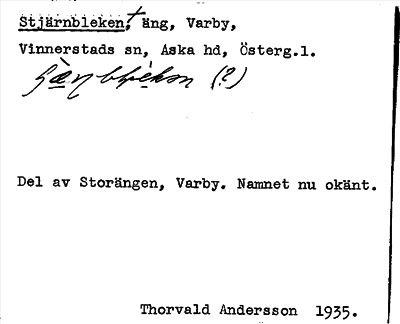 Stjärnbleken,+ äng, Varby,
Vinnerstads sn, Aska hd, Österg.l.
(?)
Del av Storängen, Varby. Namnet nu okänt.
Thorvald Andersson 1935.